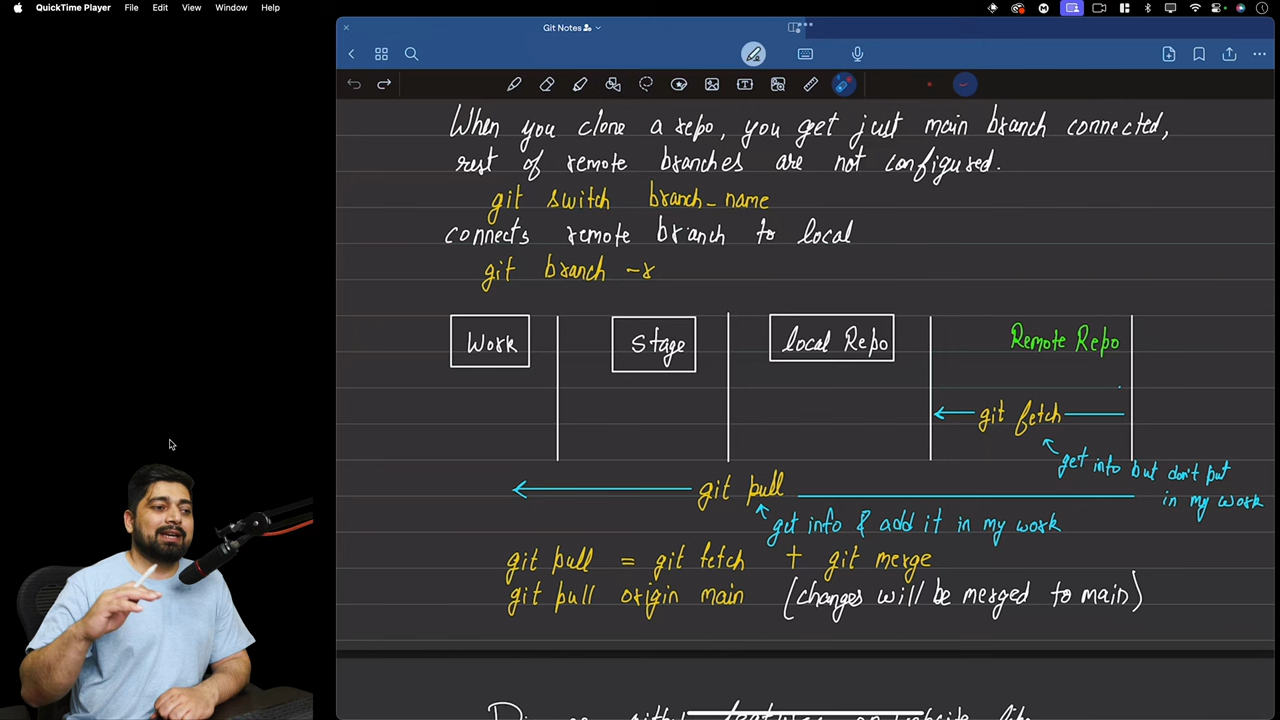 QuickTime Player File Edit View Window Help
Git Notes
When you clone a repo, you get just main branch connected,
rest of remote branches are not configured.
git switch branch_name
connects remote branch to local
git branch -r
Work Stage local Repo Remote Repo
git fetch
get info but don't put
in my work
git pull
get info & add it in my work
git pull = git fetch + git merge
git pull origin main (changes will be merged to main)